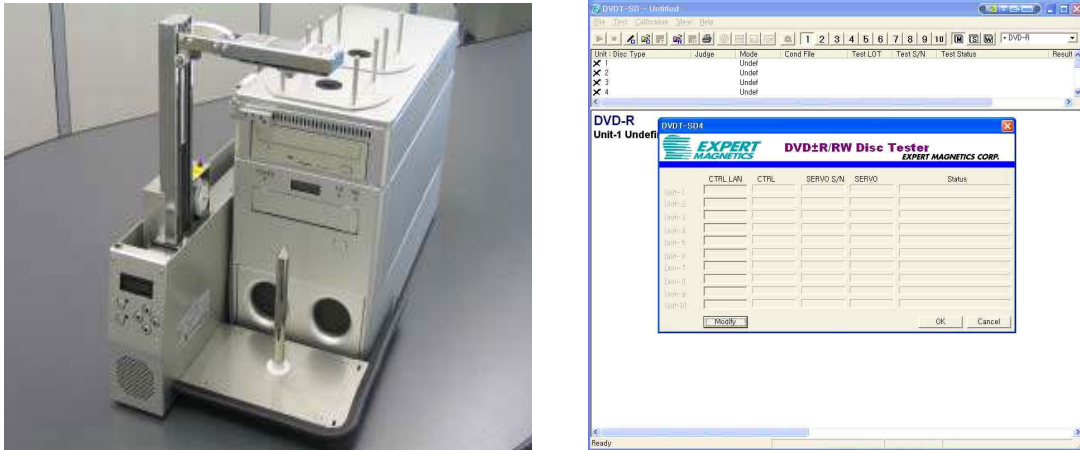 DVDT-SD -- Untitled
File Test Calibration View Help
1 2 3 4 5 6 7 8 9 10 N S W +DVD-R
Unit : Disc Type Judge Mode Cond File Test LOT Test S/N Test Status Result
1 Undef
2 Undef
3 Undef
4 Undef
DVD-R
Unit-1 Undefi
DVDT-SD4
EXPERT MAGNETICS
DVD±R/RW Disc Tester
EXPERT MAGNETICS CORP.
CTRL LAN CTRL SERVO S/N SERVO Status
Unit-1
Unit-2
Unit-3
Unit-4
Unit-5
Unit-6
Unit-7
Unit-8
Unit-9
Unit-10
Modify OK Cancel
Ready